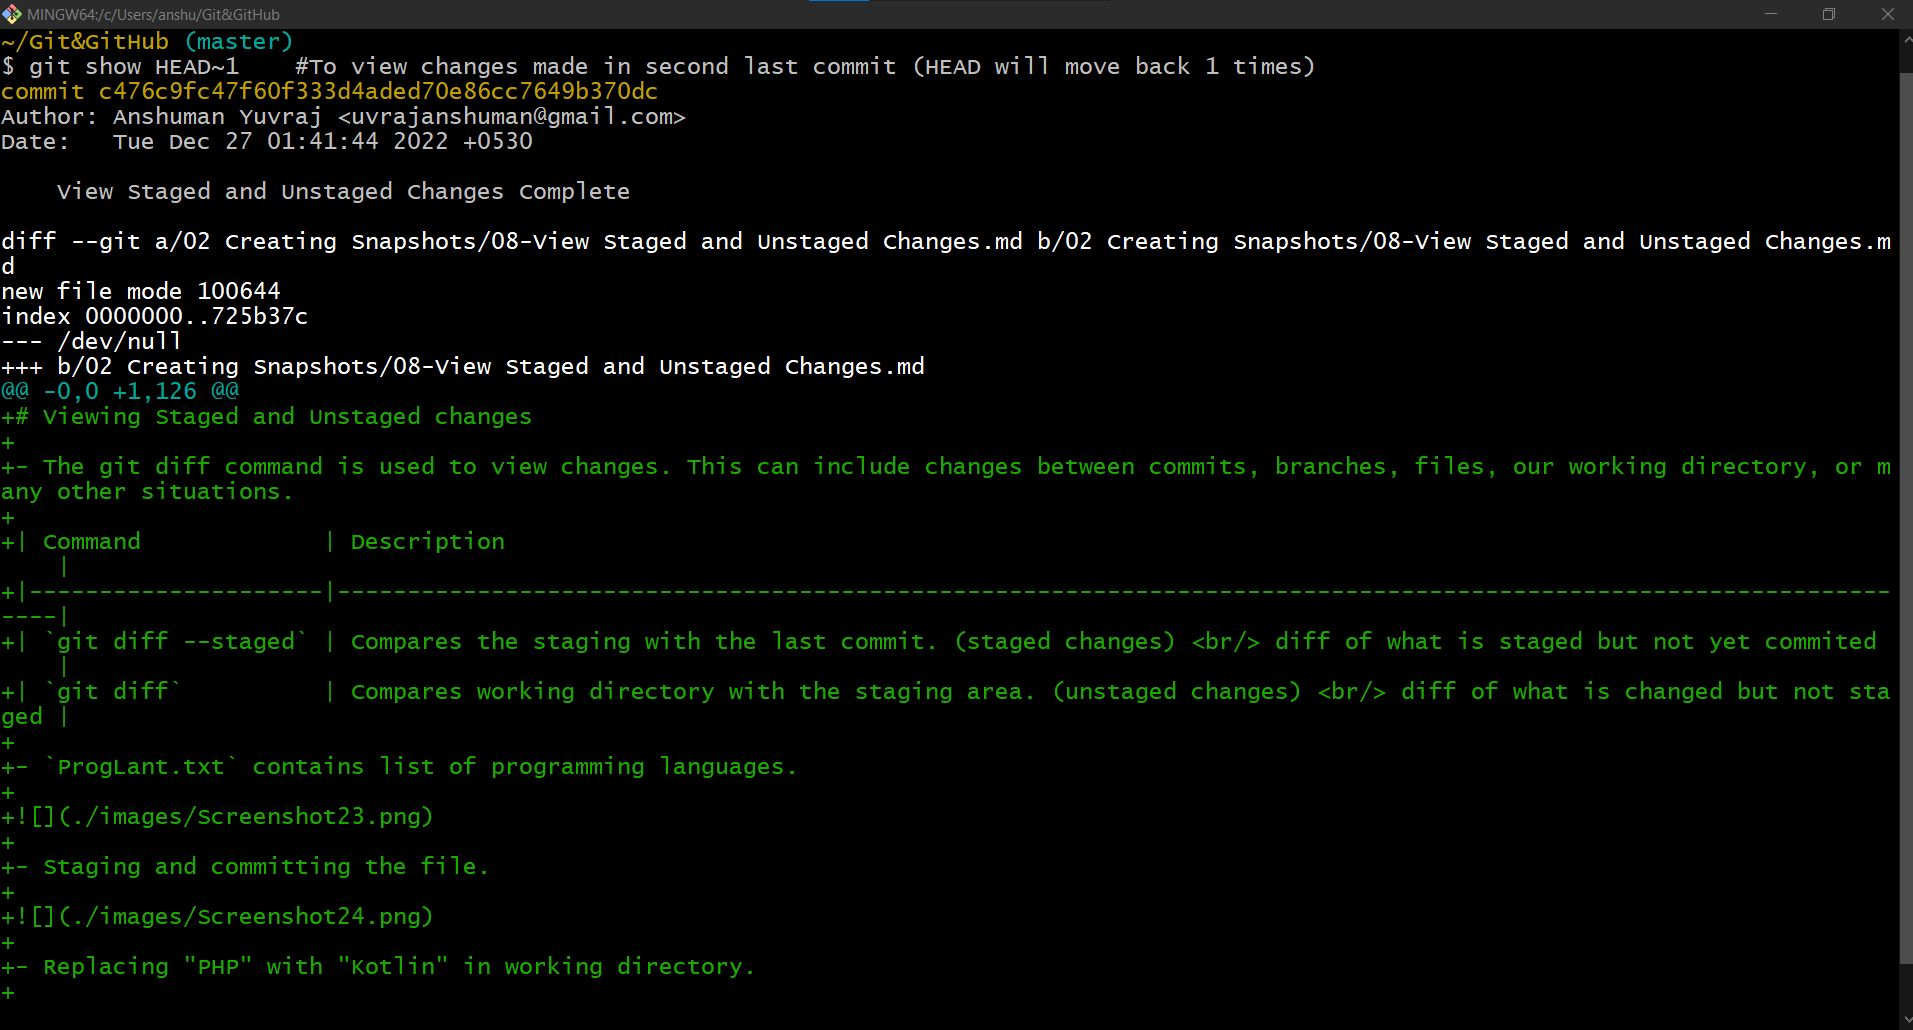 MINGW64:/c/Users/anshu/Git&GitHub
~/Git&GitHub (master)
$ git show HEAD~1    #To view changes made in second last commit (HEAD will move back 1 times)
commit c476c9fc47f60f333d4aded70e86cc7649b370dc
Author: Anshuman Yuvraj <uvrajanshuman@gmail.com>
Date:   Tue Dec 27 01:41:44 2022 +0530
    View Staged and Unstaged Changes Complete
diff --git a/02 Creating Snapshots/08-View Staged and Unstaged Changes.md b/02 Creating Snapshots/08-View Staged and Unstaged Changes.m
d
new file mode 100644
index 0000000..725b37c
--- /dev/null
+++ b/02 Creating Snapshots/08-View Staged and Unstaged Changes.md
@@ -0,0 +1,126 @@
+# Viewing Staged and Unstaged changes
+
+- The git diff command is used to view changes. This can include changes between commits, branches, files, our working directory, or m
any other situations.
+
+| Command             | Description
    |
+|---------------------|---------------------------------------------------------------------------------------------------------------
----|
+| `git diff --staged` | Compares the staging with the last commit. (staged changes) <br/> diff of what is staged but not yet commited
    |
+| `git diff`          | Compares working directory with the staging area. (unstaged changes) <br/> diff of what is changed but not sta
ged |
+
+- `ProgLant.txt` contains list of programming languages.
+
+![](./images/Screenshot23.png)
+
+- Staging and committing the file.
+
+![](./images/Screenshot24.png)
+
+- Replacing "PHP" with "Kotlin" in working directory.
+